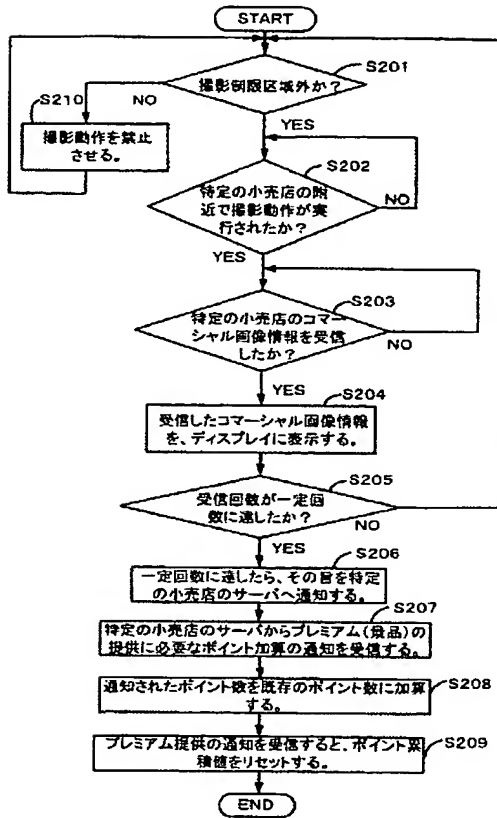 START
S201
撮影制限区域外か?
S210
NO
YES
撮影動作を禁止
させる。
S202
特定の小売店の附
近で撮影動作が実
行されたか?
NO
YES
S203
特定の小売店のコマー
シャル画像情報を受信
したか?
NO
YES
S204
受信したコマーシャル画像情報
を、ディスプレイに表示する。
S205
受信回数が一定回
数に達したか?
NO
YES
S206
一定回数に達したら、その旨を特定
の小売店のサーバへ通知する。
S207
特定の小売店のサーバからプレミアム(景品)の
提供に必要なポイント加算の通知を受信する。
S208
通知されたポイント数を既存のポイント数に加算
する。
S209
プレミアム提供の通知を受信すると、ポイント累
積値をリセットする。
END